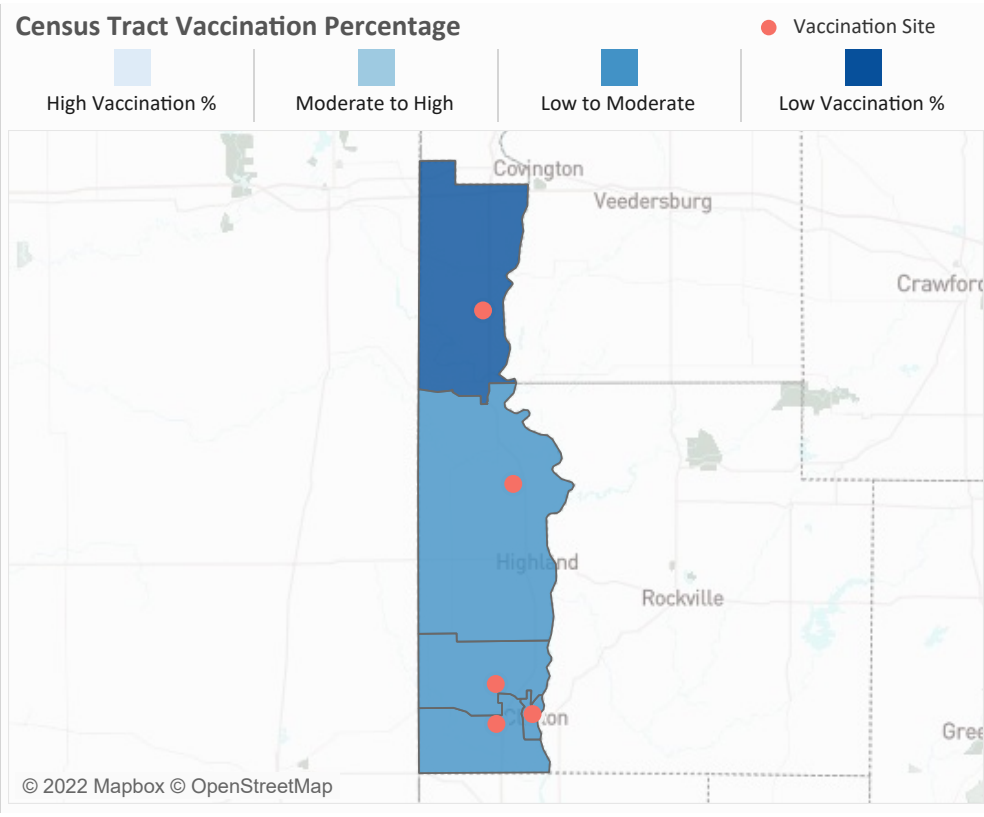 Census Tract Vaccination Percentage
Vaccination Site
High Vaccination %
Moderate to High
Low to Moderate
Low Vaccination %
Covington
Veedersburg
Crawford
Highland
Rockville
Clinton
Gree
© 2022 Mapbox © OpenStreetMap